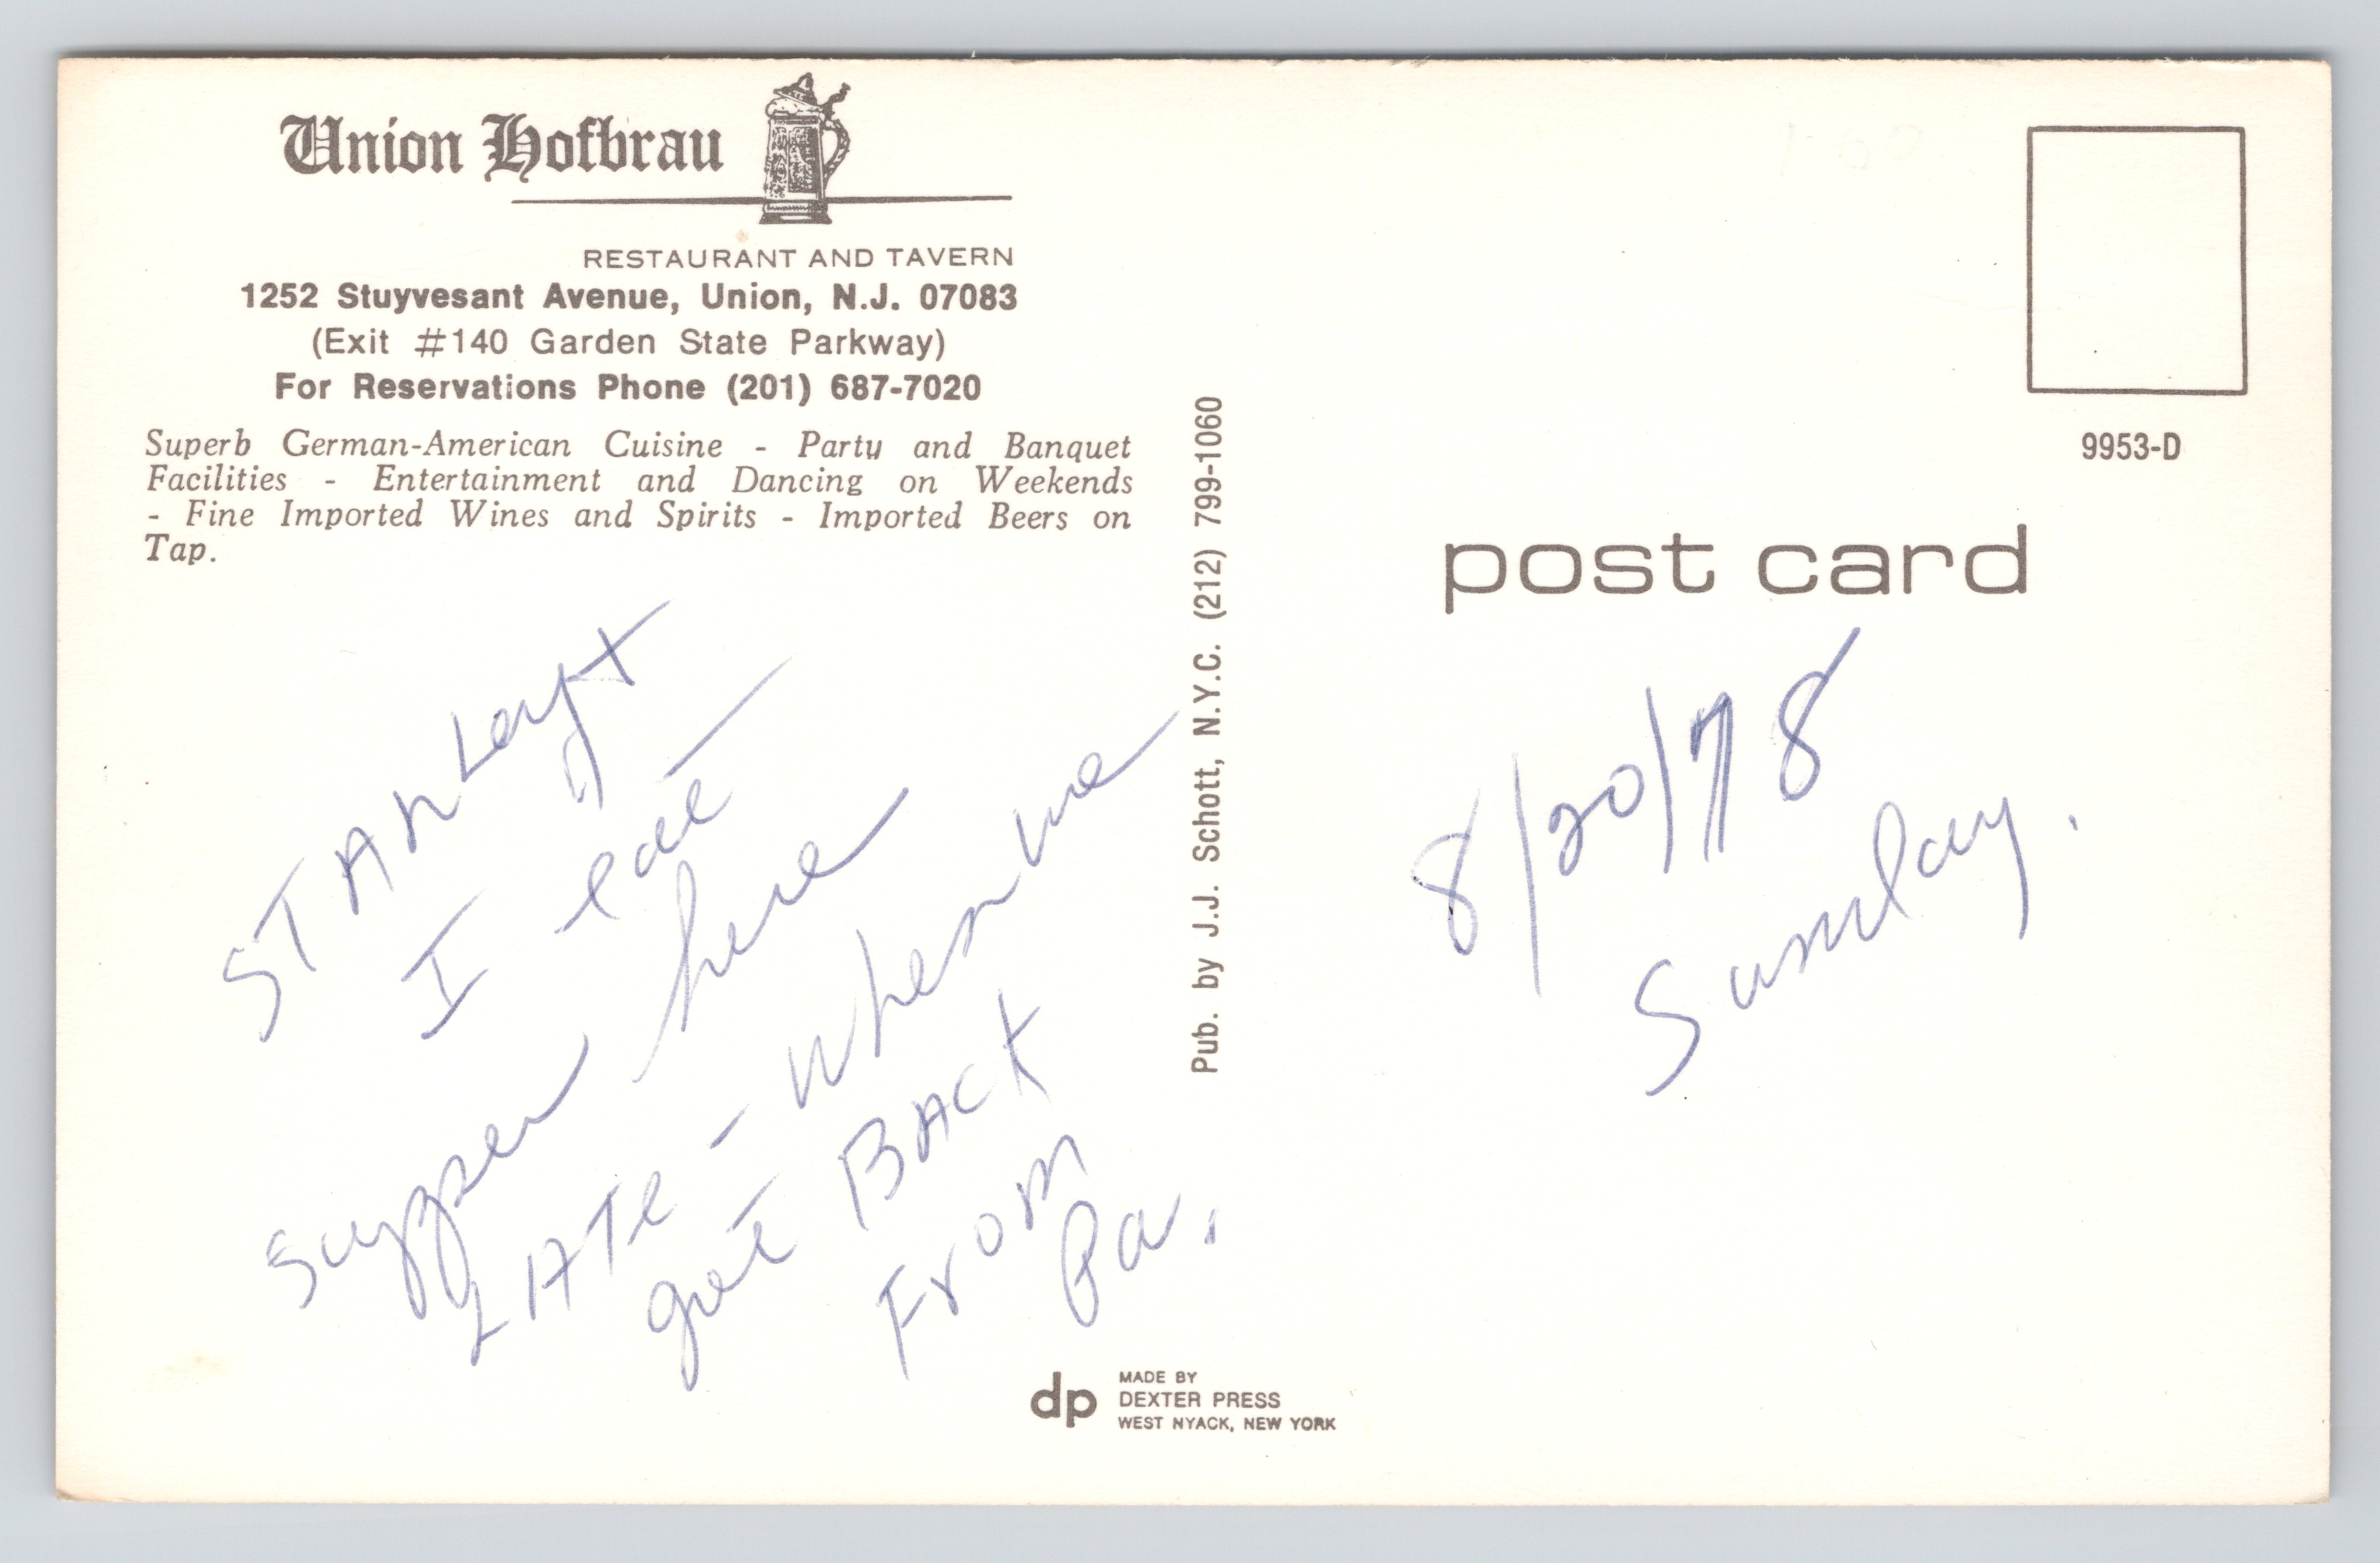 Union Hofbrau
RESTAURANT AND TAVERN
1252 Stuyvesant Avenue, Union, N.J. 07083
(Exit #140 Garden State Parkway)
For Reservations Phone (201) 687-7020
Superb German-American Cuisine - Party and Banquet
Facilities - Entertainment and Dancing on Weekends
- Fine Imported Wines and Spirits - Imported Beers on
Tap.
STANLey +
I eat
supper here
LATe - when we
got BACK
From
Pa.
Pub. by J.J. Schott, N.Y.C. (212) 799-1060
dp
MADE BY
DEXTER PRESS
WEST NYACK, NEW YORK
9953-D
post card
8/20/78
Sunday.